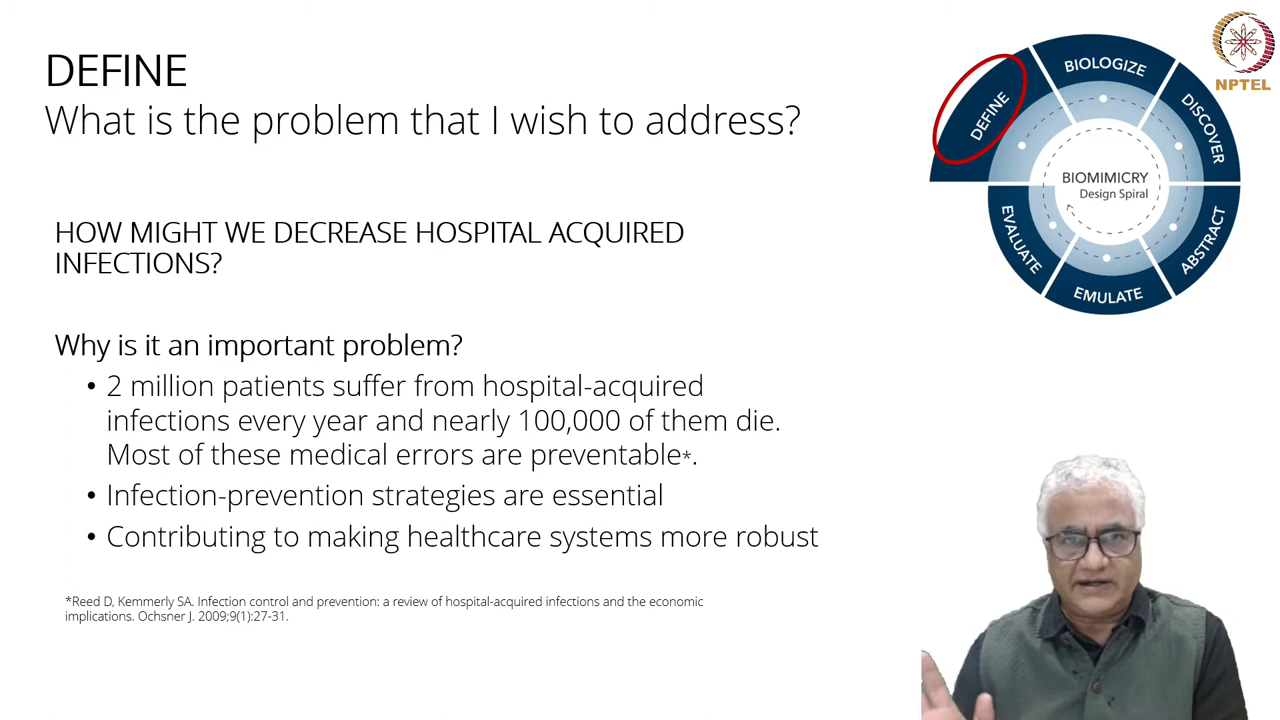 DEFINE
What is the problem that I wish to address?
HOW MIGHT WE DECREASE HOSPITAL ACQUIRED
INFECTIONS?
Why is it an important problem?
• 2 million patients suffer from hospital-acquired
infections every year and nearly 100,000 of them die.
Most of these medical errors are preventable*.
• Infection-prevention strategies are essential
• Contributing to making healthcare systems more robust
*Reed D, Kemmerly SA. Infection control and prevention: a review of hospital-acquired infections and the economic
implications. Ochsner J. 2009;9(1):27-31.
DEFINE
BIOLOGIZE
DISCOVER
ABSTRACT
EMULATE
EVALUATE
BIOMIMICRY
Design Spiral
NPTEL